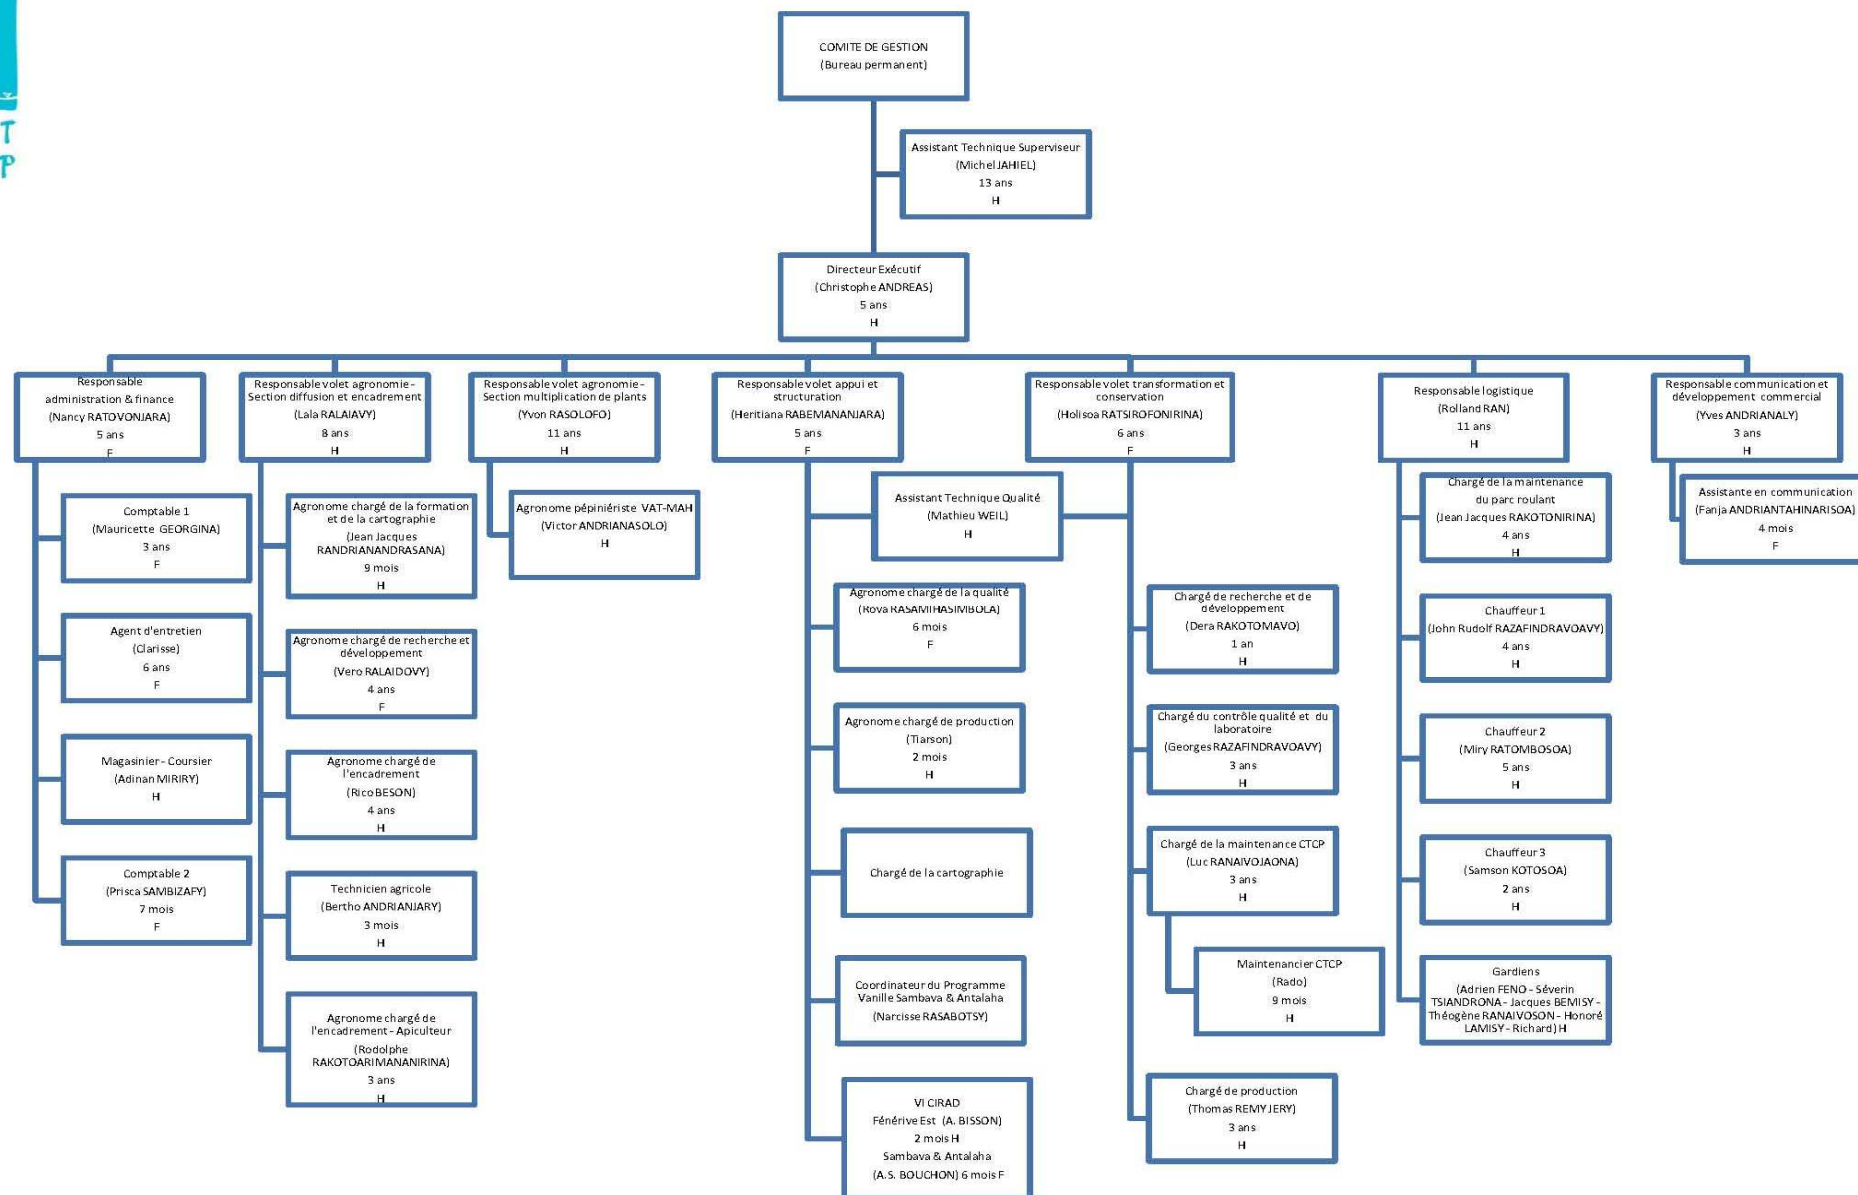 T
P
COMITE DE GESTION
(Bureau permanent)
Assistant Technique Superviseur
(Michel JAHIEL)
13 ans
H
Directeur Exécutif
(Christophe ANDREAS)
5 ans
H
Responsable
administration & finance
(Nancy RATOVONJARA)
5 ans
F
Responsable volet agronomie -
Section diffusion et encadrement
(Lala RALAIAVY)
8 ans
H
Responsable volet agronomie -
Section multiplication de plants
(Yvon RASOLOFO)
11 ans
H
Responsable volet appui et
structuration
(Heritiana RABEMANANJARA)
5 ans
F
Responsable volet transformation et
conservation
(Holisoa RATSIROFONIRINA)
6 ans
F
Responsable logistique
(Rolland RAN)
11 ans
H
Responsable communication et
développement commercial
(Yves ANDRIANALY)
3 ans
H
Comptable 1
(Mauricette GEORGINA)
3 ans
F
Agent d'entretien
(Clarisse)
6 ans
F
Magasinier - Coursier
(Adinan MIRIRY)
H
Comptable 2
(Prisca SAMBIZAFY)
7 mois
F
Agronome chargé de la formation
et de la cartographie
(Jean Jacques
RANDRIANANDRASANA)
9 mois
H
Agronome chargé de recherche et
développement
(Vero RALAIDOVY)
4 ans
F
Agronome chargé de
l'encadrement
(Rico BESON)
4 ans
H
Technicien agricole
(Bertho ANDRIANJARY)
3 mois
H
Agronome chargé de
l'encadrement - Apiculteur
(Rodolphe
RAKOTOARIMANANIRINA)
3 ans
H
Agronome pépiniériste VAT-MAH
(Victor ANDRIANASOLO)
H
Assistant Technique Qualité
(Mathieu WEIL)
H
Agronome chargé de la qualité
(Rova RASAMIHASIMBOLA)
6 mois
F
Agronome chargé de production
(Tiarson)
2 mois
H
Chargé de la cartographie
Coordinateur du Programme
Vanille Sambava & Antalaha
(Narcisse RASABOTSY)
VI CIRAD
Fénérive Est (A. BISSON)
2 mois H
Sambava & Antalaha
(A.S. BOUCHON) 6 mois F
Chargé de recherche et de
développement
(Dera RAKOTOMAVO)
1 an
H
Chargé du contrôle qualité et du
laboratoire
(Georges RAZAFINDRAVOAVY)
3 ans
H
Chargé de la maintenance CTCP
(Luc RANAIVOJAONA)
3 ans
H
Maintenancier CTCP
(Rado)
9 mois
H
Chargé de production
(Thomas REMY JERY)
3 ans
H
Chargé de la maintenance
du parc roulant
(Jean Jacques RAKOTONIRINA)
4 ans
H
Chauffeur 1
(John Rudolf RAZAFINDRAVOAVY)
4 ans
H
Chauffeur 2
(Miry RATOMBOSOA)
5 ans
H
Chauffeur 3
(Samson KOTOSOA)
2 ans
H
Gardiens
(Adrien FENO - Séverin
TSIANDRONA - Jacques BEMISY -
Théogène RANAIVOSON - Honoré
LAMISY - Richard) H
Assistante en communication
(Fanja ANDRIANTAHINARISOA)
4 mois
F